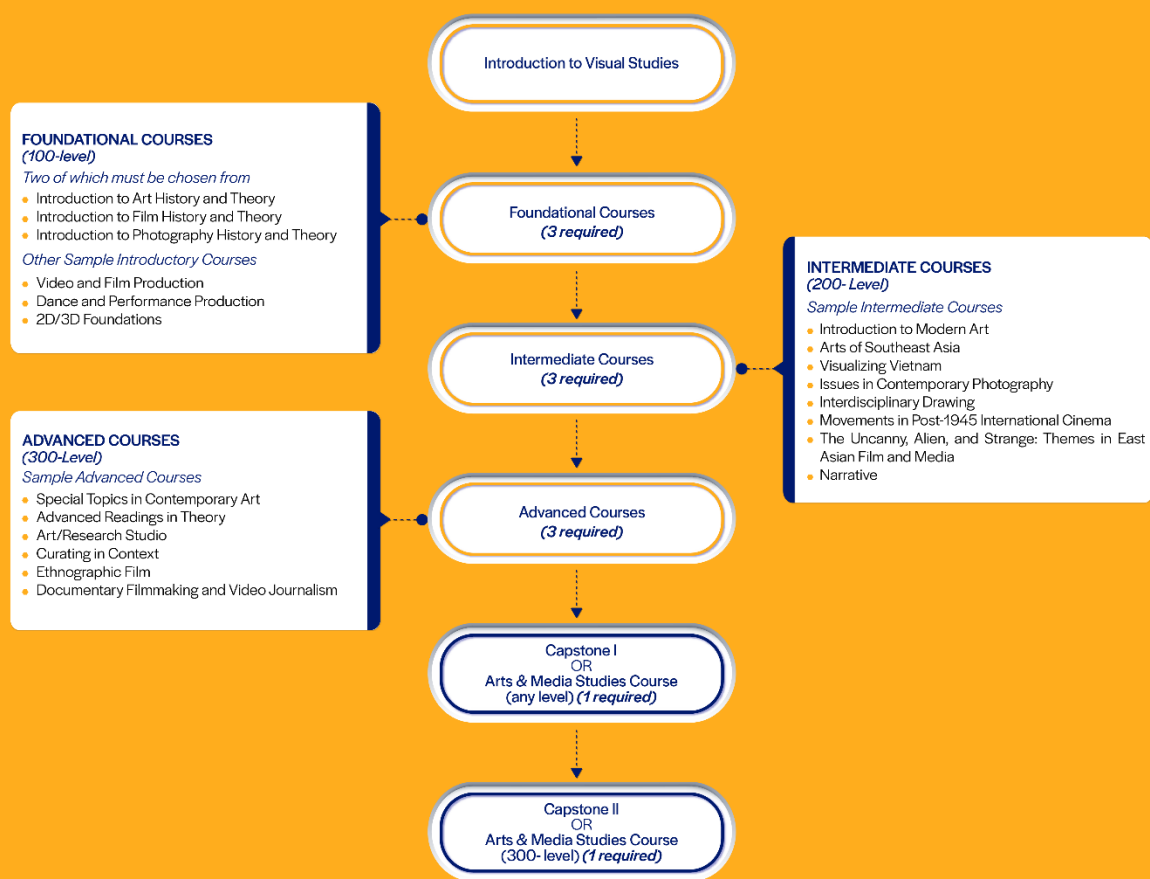 Introduction to Visual Studies
FOUNDATIONAL COURSES
(100-level)
Two of which must be chosen from
Introduction to Art History and Theory
Introduction to Film History and Theory
Introduction to Photography History and Theory
Other Sample Introductory Courses
Video and Film Production
Dance and Performance Production
2D/3D Foundations
Foundational Courses
(3 required)
INTERMEDIATE COURSES
(200- Level)
Sample Intermediate Courses
Introduction to Modern Art
Arts of Southeast Asia
Visualizing Vietnam
Issues in Contemporary Photography
Interdisciplinary Drawing
Movements in Post-1945 International Cinema
The Uncanny, Alien, and Strange: Themes in East
Asian Film and Media
Narrative
Intermediate Courses
(3 required)
ADVANCED COURSES
(300-Level)
Sample Advanced Courses
Special Topics in Contemporary Art
Advanced Readings in Theory
Art/Research Studio
Curating in Context
Ethnographic Film
Documentary Filmmaking and Video Journalism
Advanced Courses
(3 required)
Capstone I
OR
Arts & Media Studies Course
(any level) (1 required)
Capstone II
OR
Arts & Media Studies Course
(300- level) (1 required)